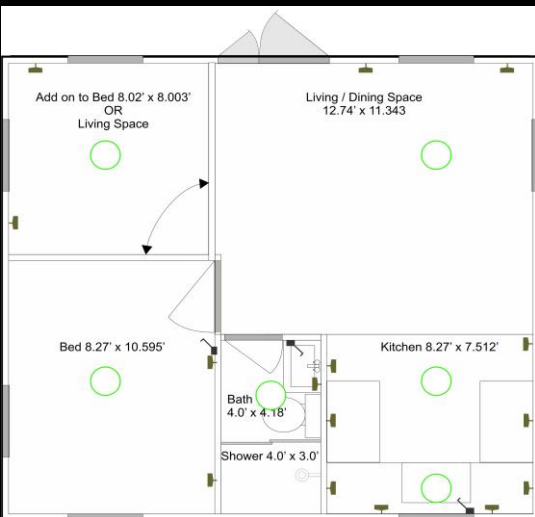 Add on to Bed 8.02' x 8.003'
OR
Living Space
Living / Dining Space
12.74' x 11.343
Bed 8.27' x 10.595'
Kitchen 8.27' x 7.512'
Bath
4.0' x 4.18'
Shower 4.0' x 3.0'